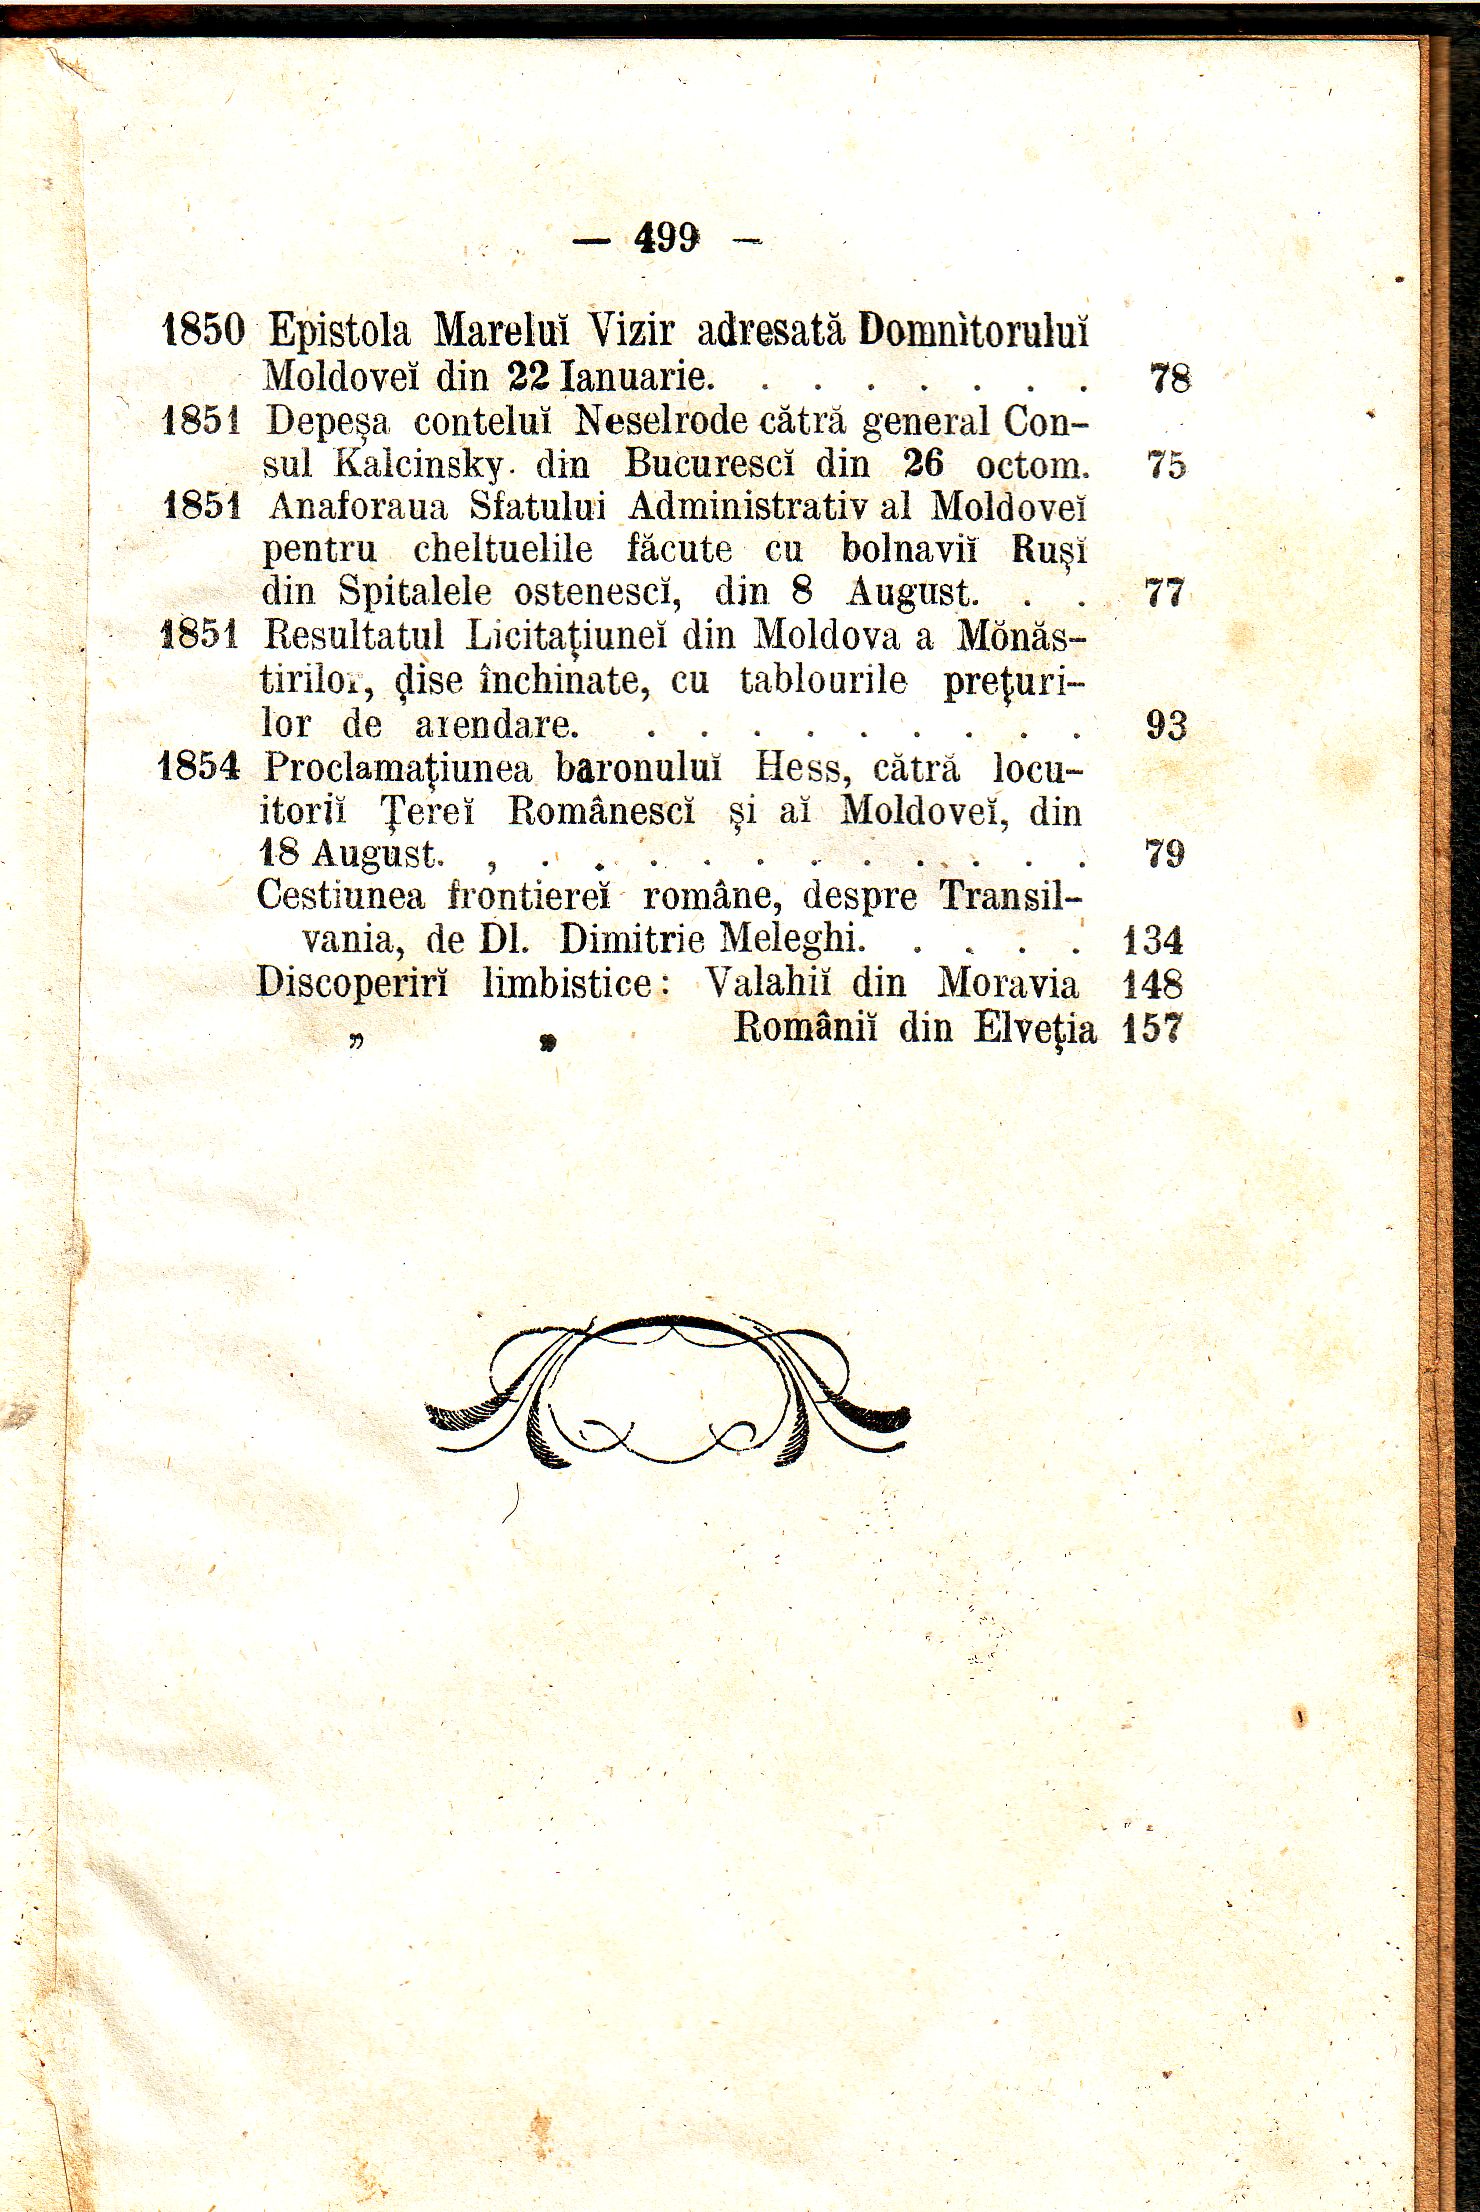 — 499 —
1850 Epistola Mareluĭ Vizir adresată Domnitoruluĭ
Moldoveĭ din 22 Ianuarie. . . . . . . . 78
1851 Depeşa conteluĭ Neselrode cătră general Con-
sul Kalcinsky. din Bucurescĭ din 26 octom. 75
1851 Anaforaua Sfatului Administrativ al Moldoveĭ
pentru cheltuelile făcute cu bolnaviĭ Ruşĭ
din Spitalele ostenescĭ, din 8 August. . . 77
1851 Resultatul Licitaţiuneĭ din Moldova a Mŏnăs-
tirilor, ḑise închinate, cu tablourile preţuri-
lor de arendare. . . . . . . . . . 93
1854 Proclamaţiunea baronuluĭ Hess, cătră locu-
itoriĭ Ţereĭ Românescĭ şi aĭ Moldoveĭ, din
18 August. , . . . . . . . . . . . 79
Cestiunea frontiereĭ române, despre Transil-
vania, de Dl. Dimitrie Meleghi. . . . . 134
Discoperirĭ limbistice: Valahiĭ din Moravia 148
„ „ Româniĭ din Elveţia 157